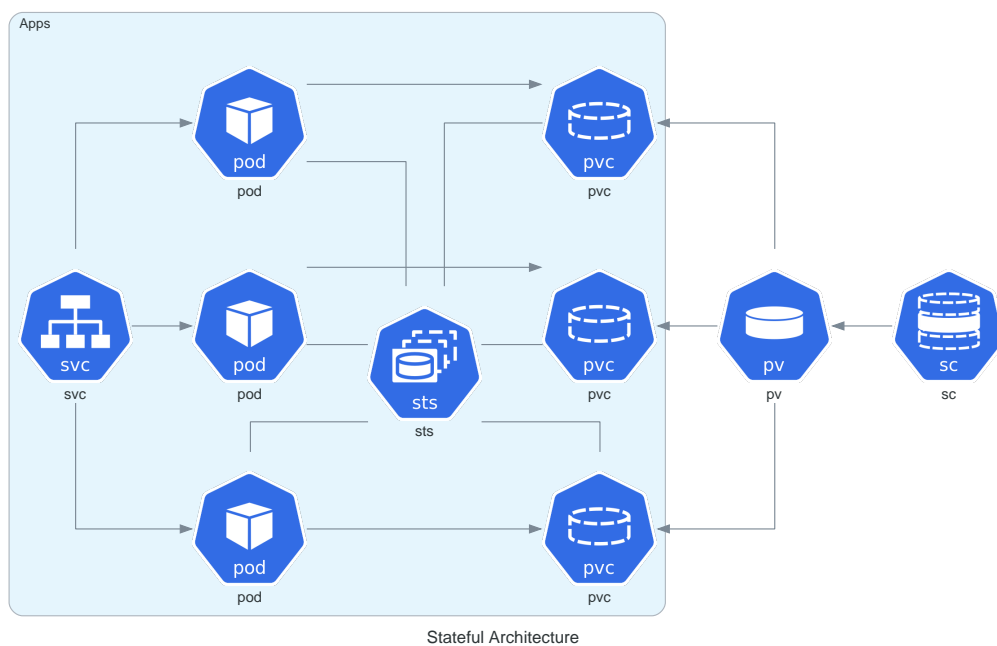 Apps
pod
pod
pvc
pvc
svc
svc
pod
pod
sts
sts
pvc
pvc
pv
pv
sc
sc
pod
pod
pvc
pvc
Stateful Architecture